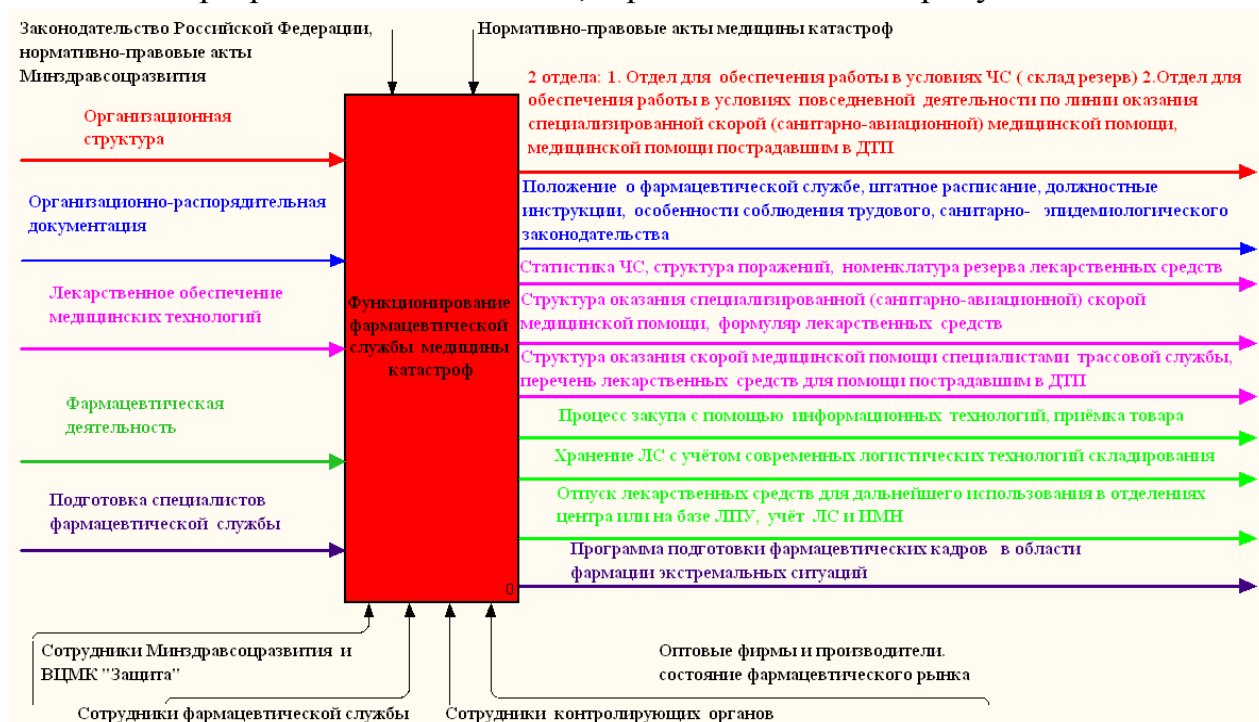 Законодательство Российской Федерации,
нормативно-правовые акты
Минздравсоцразвития
Нормативно-правовые акты медицины катастроф
Организационная
структура
Организационно-распорядительная
документация
Лекарственное обеспечение
медицинских технологий
Фармацевтическая
деятельность
Подготовка специалистов
фармацевтической службы
Функционирование
фармацевтической
службы медицины
катастроф
0
2 отдела: 1. Отдел для обеспечения работы в условиях ЧС ( склад резерв) 2.Отдел для
обеспечения работы в условиях повседневной деятельности по линии оказания
специализированной скорой (санитарно-авиационной) медицинской помощи,
медицинской помощи пострадавшим в ДТП
Положение о фармацевтической службе, штатное расписание, должностные
инструкции, особенности соблюдения трудового, санитарно- эпидемиологического
законодательства
Статистика ЧС, структура поражений, номенклатура резерва лекарственных средств
Структура оказания специализированной (санитарно-авиационной) скорой
медицинской помощи, формуляр лекарственных средств
Структура оказания скорой медицинской помощи специалистами трассовой службы,
перечень лекарственных средств для помощи пострадавшим в ДТП
Процесс закупа с помощью информационных технологий, приёмка товара
Хранение ЛС с учётом современных логистических технологий складирования
Отпуск лекарственных средств для дальнейшего использования в отделениях
центра или на базе ЛПУ, учёт ЛС и ИМН
Программа подготовки фармацевтических кадров в области
фармации экстремальных ситуаций
Сотрудники Минздравсоцразвития и
ВЦМК "Защита"
Оптовые фирмы и производители.
состояние фармацевтического рынка
Сотрудники фармацевтической службы
Сотрудники контролирующих органов